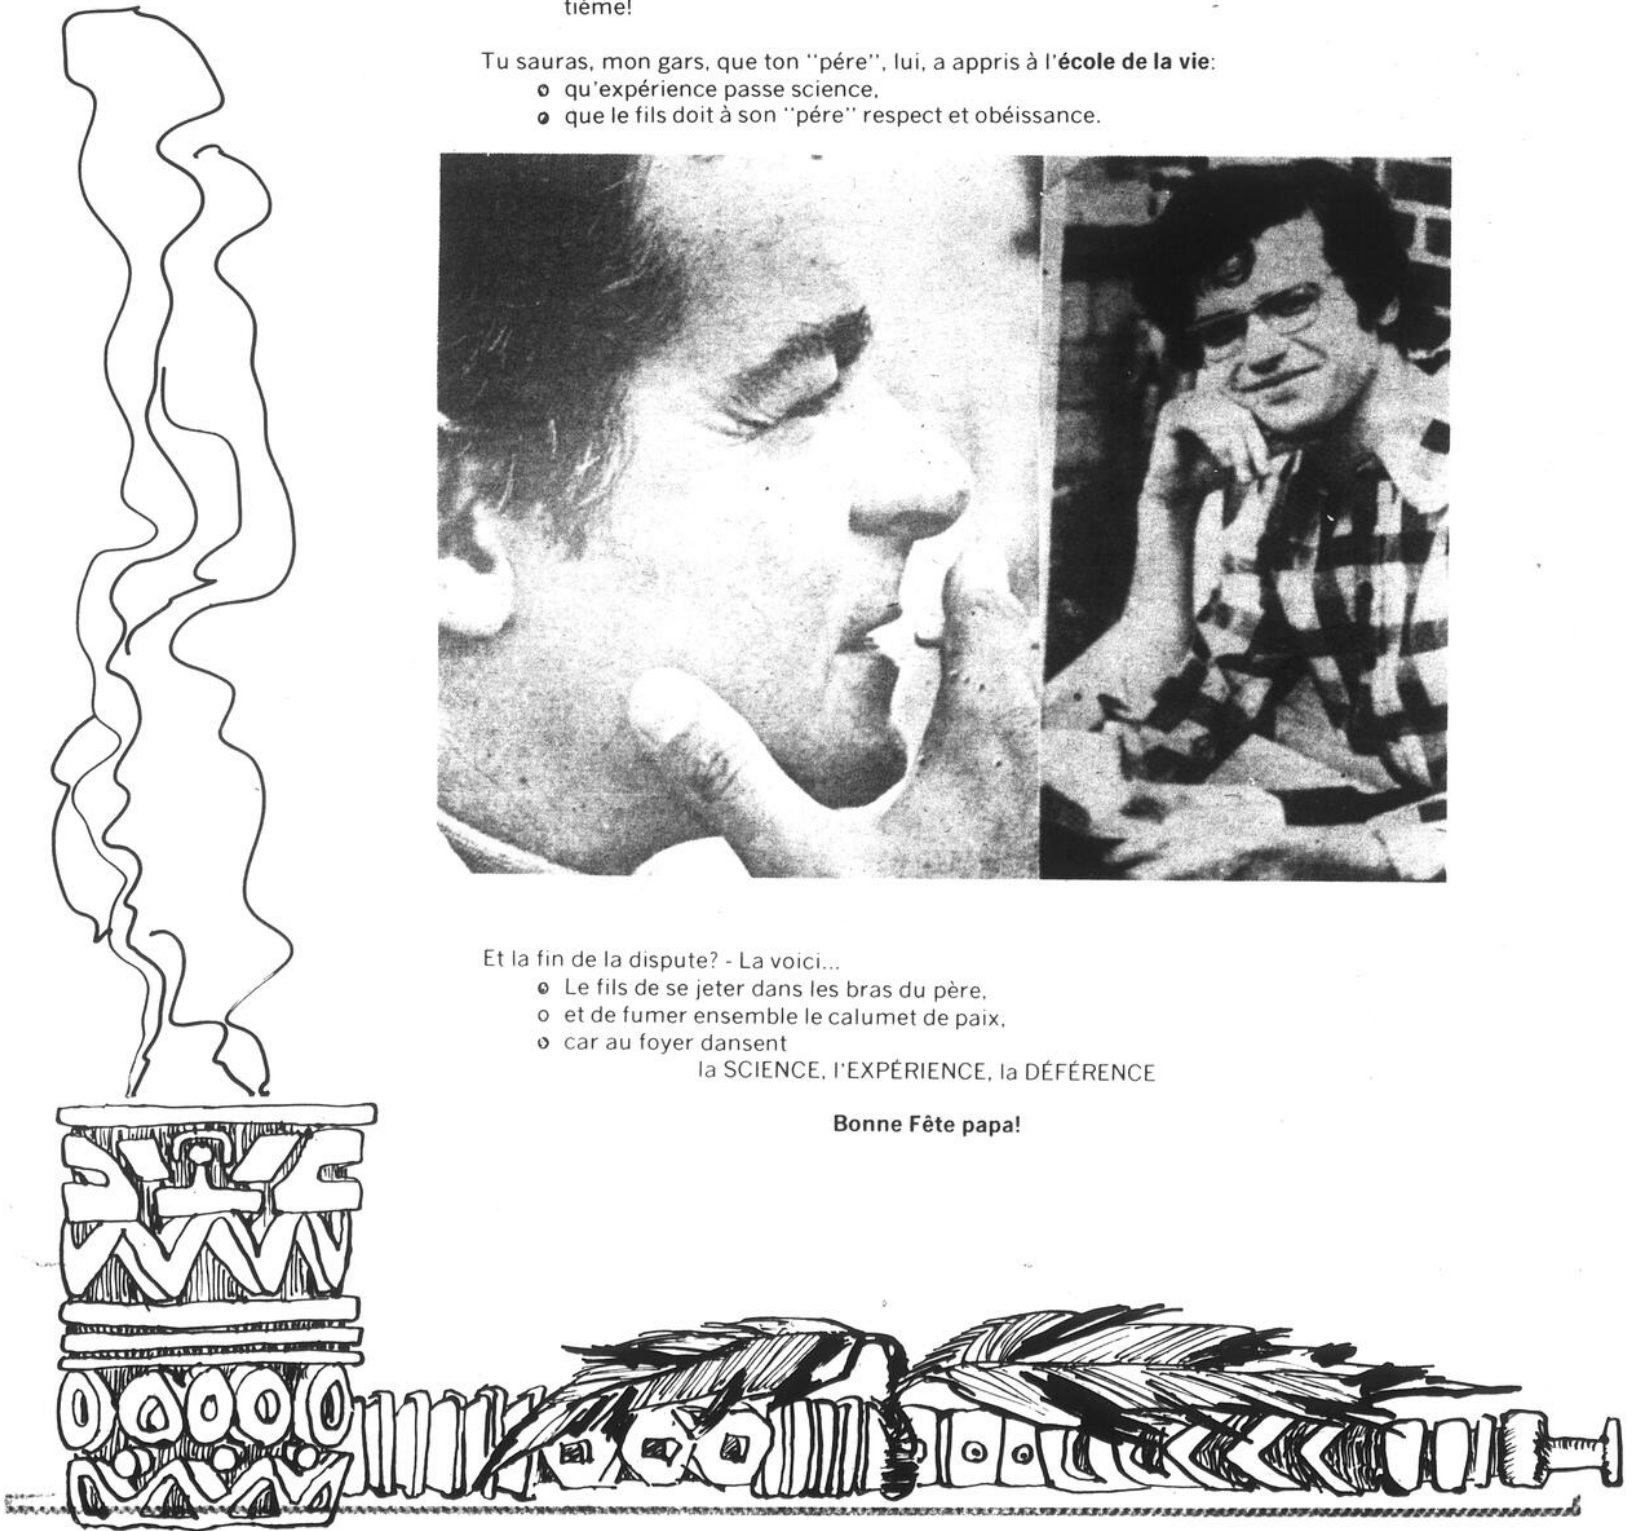 tième!
Tu sauras, mon gars, que ton "pére", lui, a appris à l'école de la vie:
o qu'expérience passe science,
o que le fils doit à son "pére" respect et obéissance.
Et la fin de la dispute? - La voici...
o Le fils de se jeter dans les bras du père,
o et de fumer ensemble le calumet de paix,
o car au foyer dansent
la SCIENCE, l'EXPÉRIENCE, la DÉFÉRENCE
Bonne Fête papa!